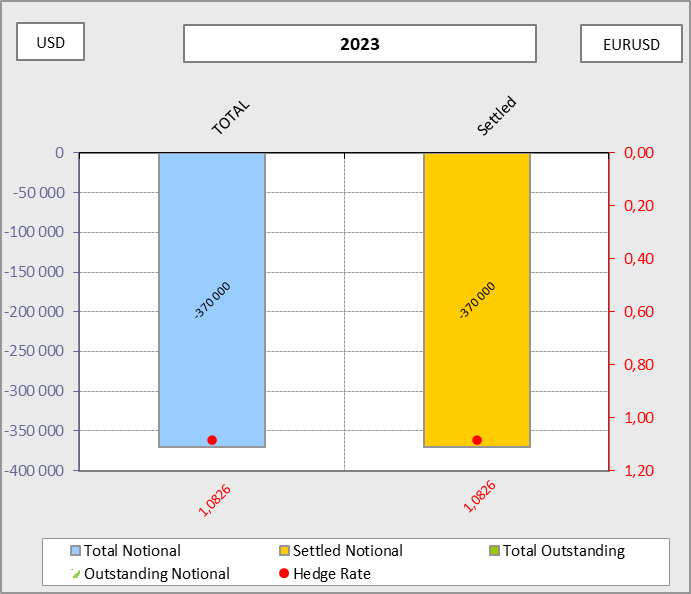 USD
2023
EURUSD
TOTAL
Settled
0
-50 000
-100 000
-150 000
-200 000
-250 000
-300 000
-350 000
-400 000
-370 000
-370 000
0,00
0,20
0,40
0,60
0,80
1,00
1,20
1,0826
1,0826
Total Notional
Settled Notional
Total Outstanding
Outstanding Notional
Hedge Rate